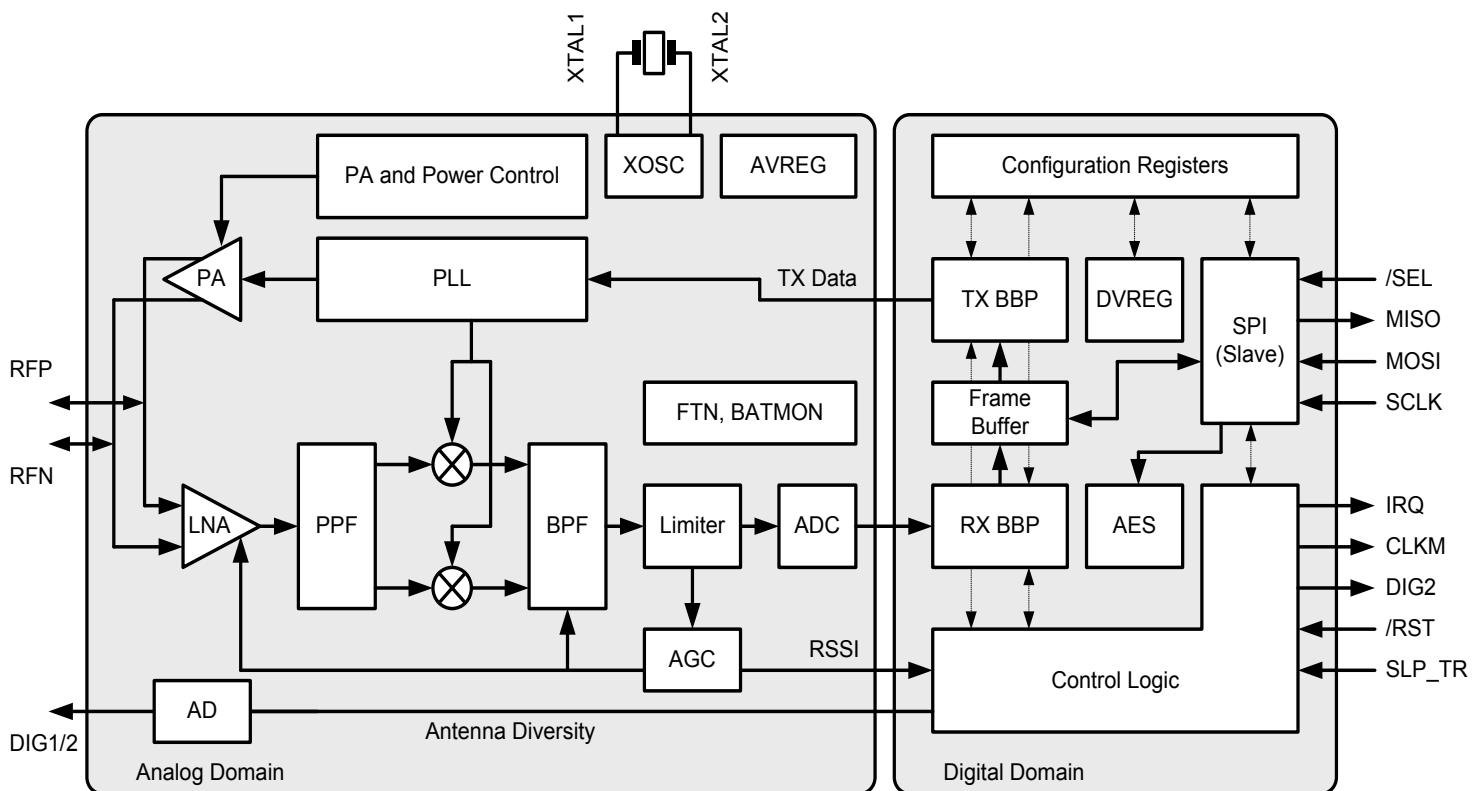 XTAL1
XTAL2
PA and Power Control
XOSC
AVREG
Configuration Registers
PA
PLL
TX Data
TX BBP
DVREG
SPI
(Slave)
/SEL
MISO
MOSI
SCLK
RFP
RFN
FTN, BATMON
Frame
Buffer
LNA
PPF
BPF
Limiter
ADC
RX BBP
AES
IRQ
CLKM
DIG2
/RST
SLP_TR
AGC
RSSI
Control Logic
AD
Antenna Diversity
DIG1/2
Analog Domain
Digital Domain